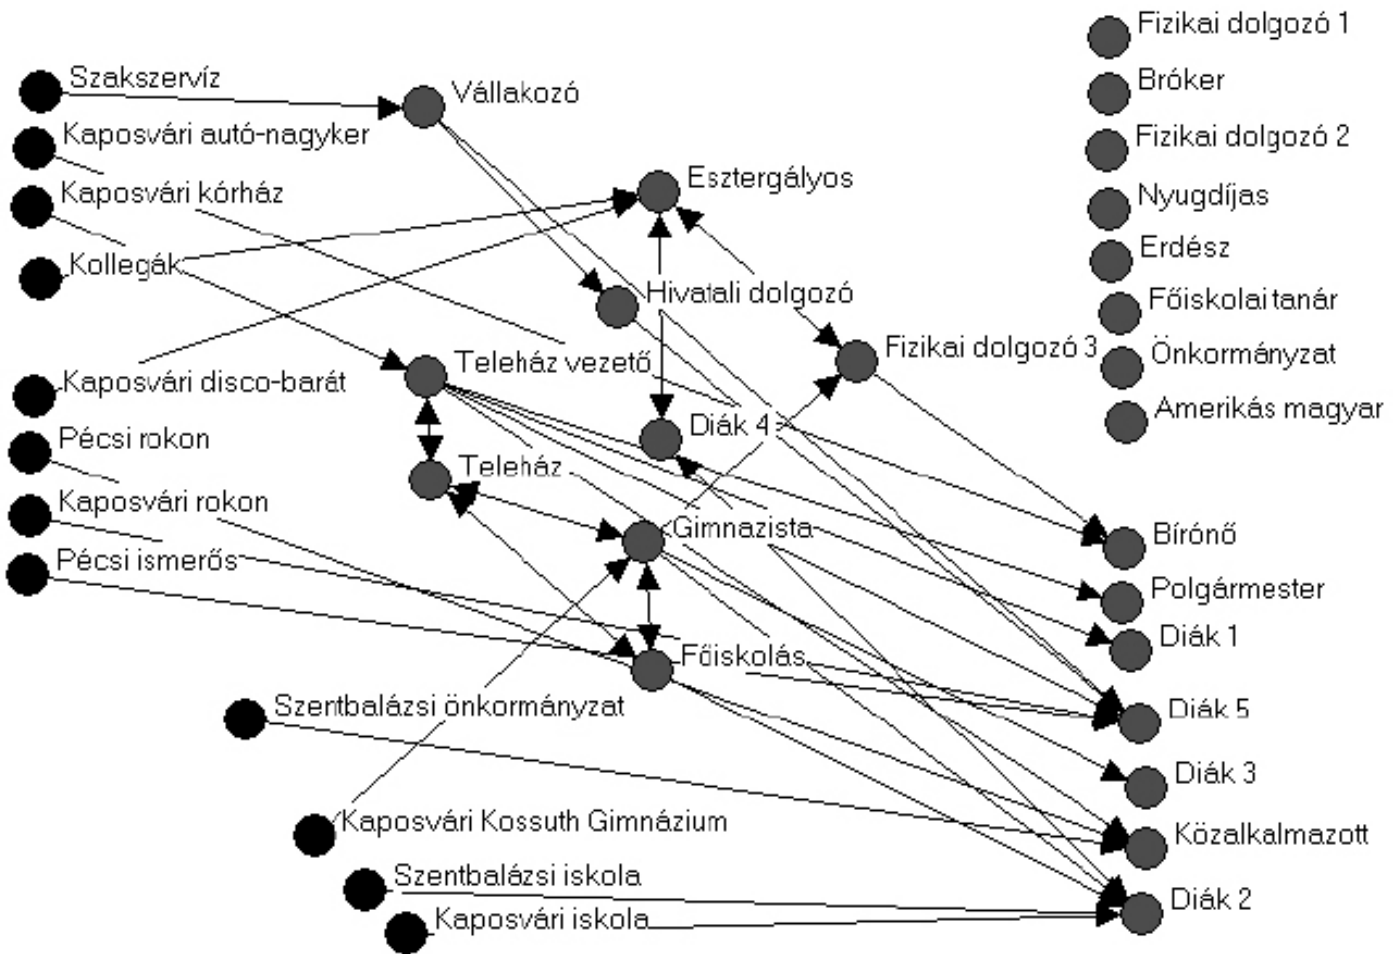 Fizikai dolgozó 1
Szakszervíz
Vállakozó
Bróker
Kaposvári autó-nagyker
Fizikai dolgozó 2
Kaposvári kórház
Esztergályos
Nyugdíjas
Kollegák
Erdész
Hivatali dolgozó
Főiskolai tanár
Kaposvári disco-barát
Teleház vezető
Fizikai dolgozó 3
Önkormányzat
Amerikás magyar
Pécsi rokon
Diák 4
Teleház
Kaposvári rokon
Gimnazista
Bírónő
Pécsi ismerős
Polgármester
Diák 1
Főiskolás
Szentbalázsi önkormányzat
Diák 5
Diák 3
Kaposvári Kossuth Gimnázium
Közalkalmazott
Szentbalázsi iskola
Diák 2
Kaposvári iskola